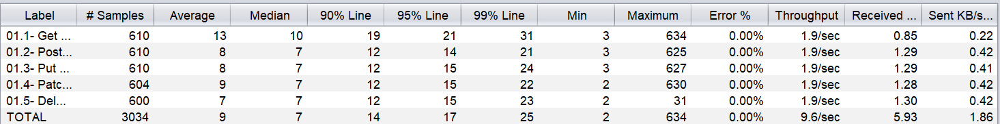 Label # Samples Average Median 90% Line 95% Line 99% Line Min Maximum Error % Throughput Received ... Sent KB/s...
01.1- Get ... 610 13 10 19 21 31 3 634 0.00% 1.9/sec 0.85 0.22
01.2- Post... 610 8 7 12 14 21 3 625 0.00% 1.9/sec 1.29 0.42
01.3- Put ... 610 8 7 12 15 24 3 627 0.00% 1.9/sec 1.29 0.41
01.4- Patc... 604 9 7 12 15 22 2 630 0.00% 1.9/sec 1.28 0.42
01.5- Del... 600 7 7 12 15 23 2 31 0.00% 1.9/sec 1.30 0.42
TOTAL 3034 9 7 14 17 25 2 634 0.00% 9.6/sec 5.93 1.86